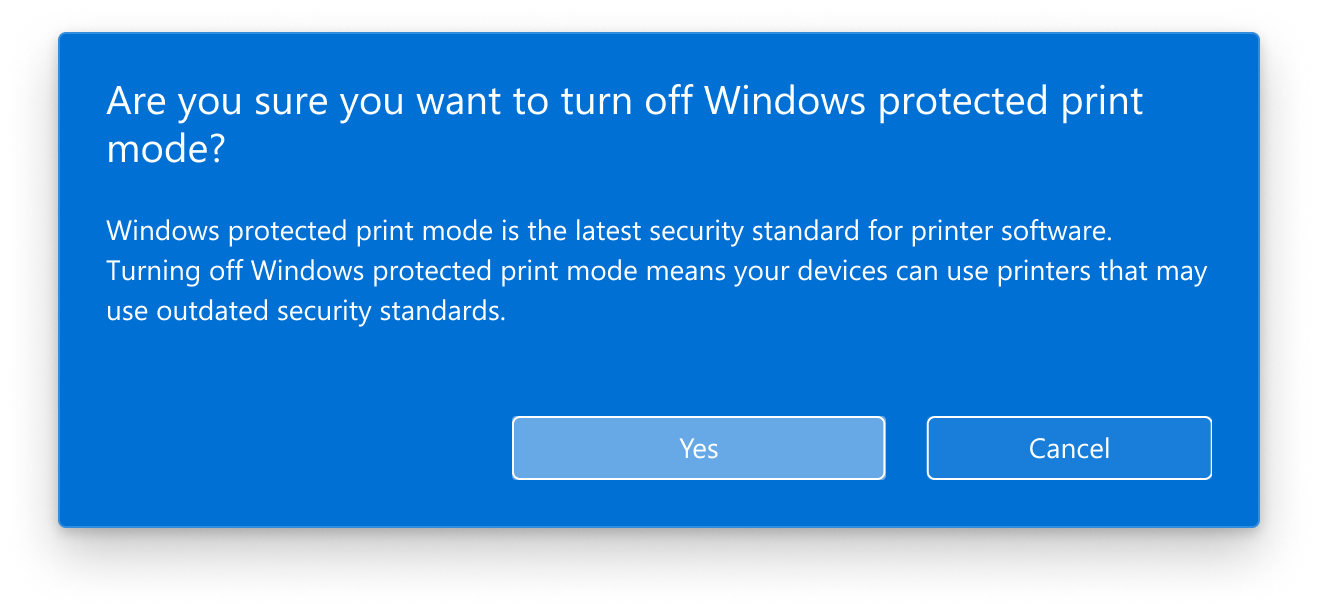 Are you sure you want to turn off Windows protected print
mode?
Windows protected print mode is the latest security standard for printer software.
Turning off Windows protected print mode means your devices can use printers that may
use outdated security standards.
Yes
Cancel